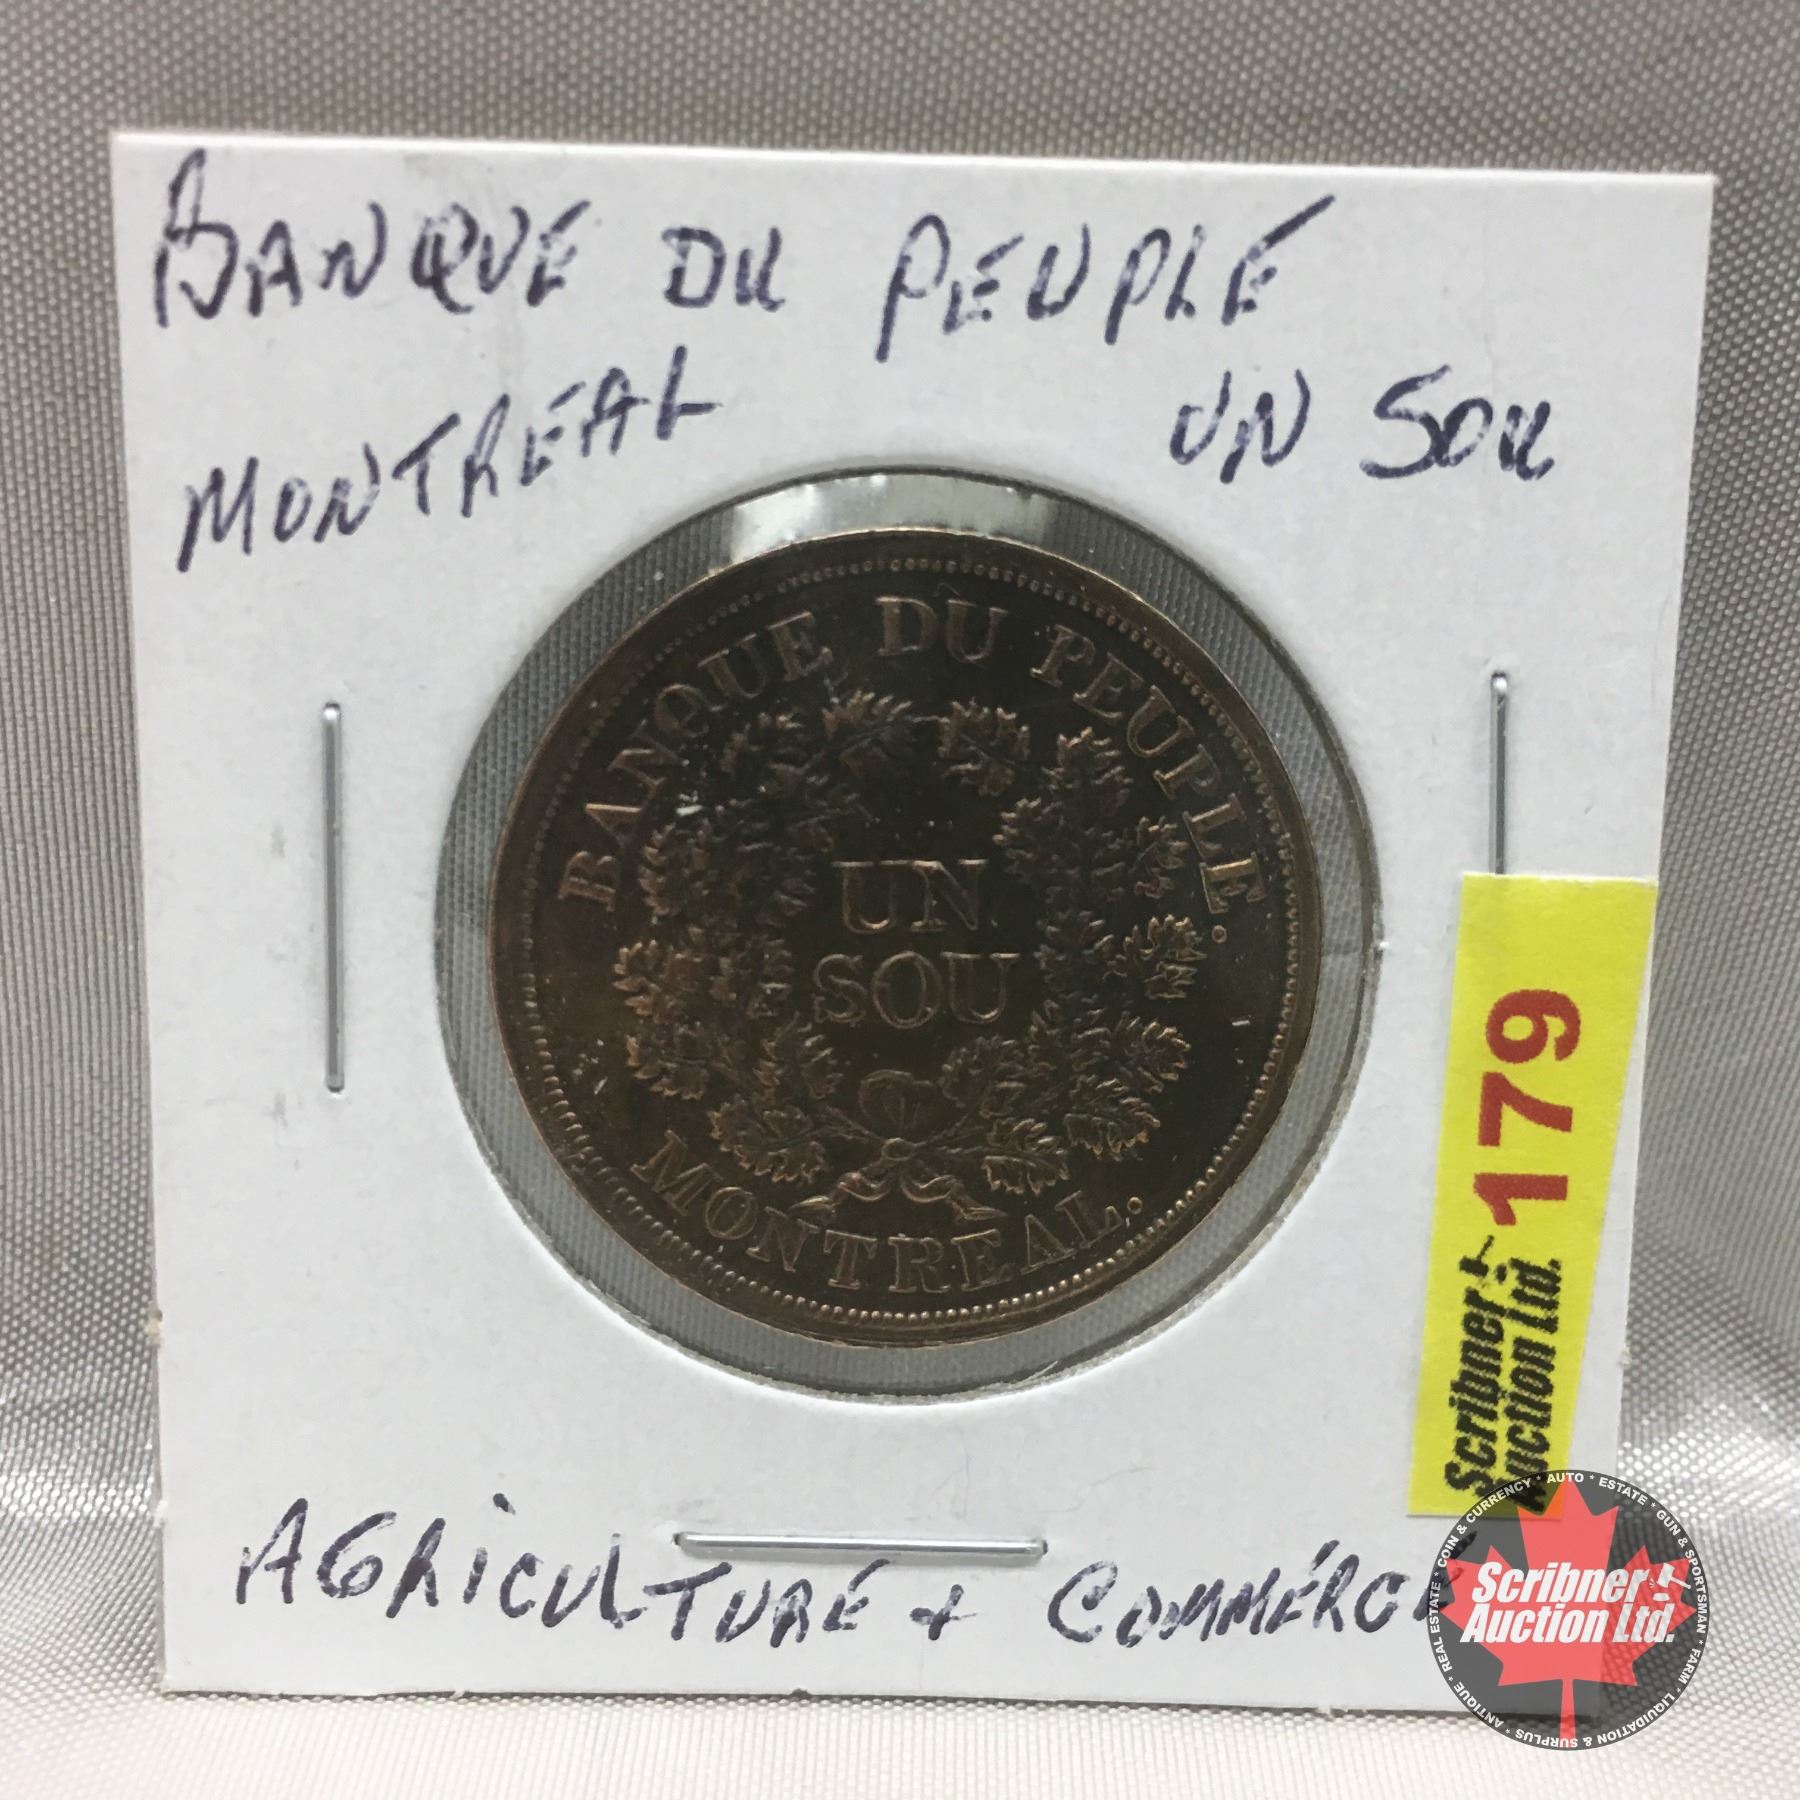 BANQUE DU PEUPLE
MONTREAL
UN SOU
BANQUE DU PEUPLE.
UN
SOU
MONTREAL.
AGRICULTURE + COMMÉRCE
179
Scribner
Auction Ltd.
COIN & CURRENCY * AUTO * ESTATE * GUN & SPORTSMAN * FARM * LIQUIDATION & SURPLUS * ANTIQUE * REAL ESTATE *
Scribner
Auction Ltd.